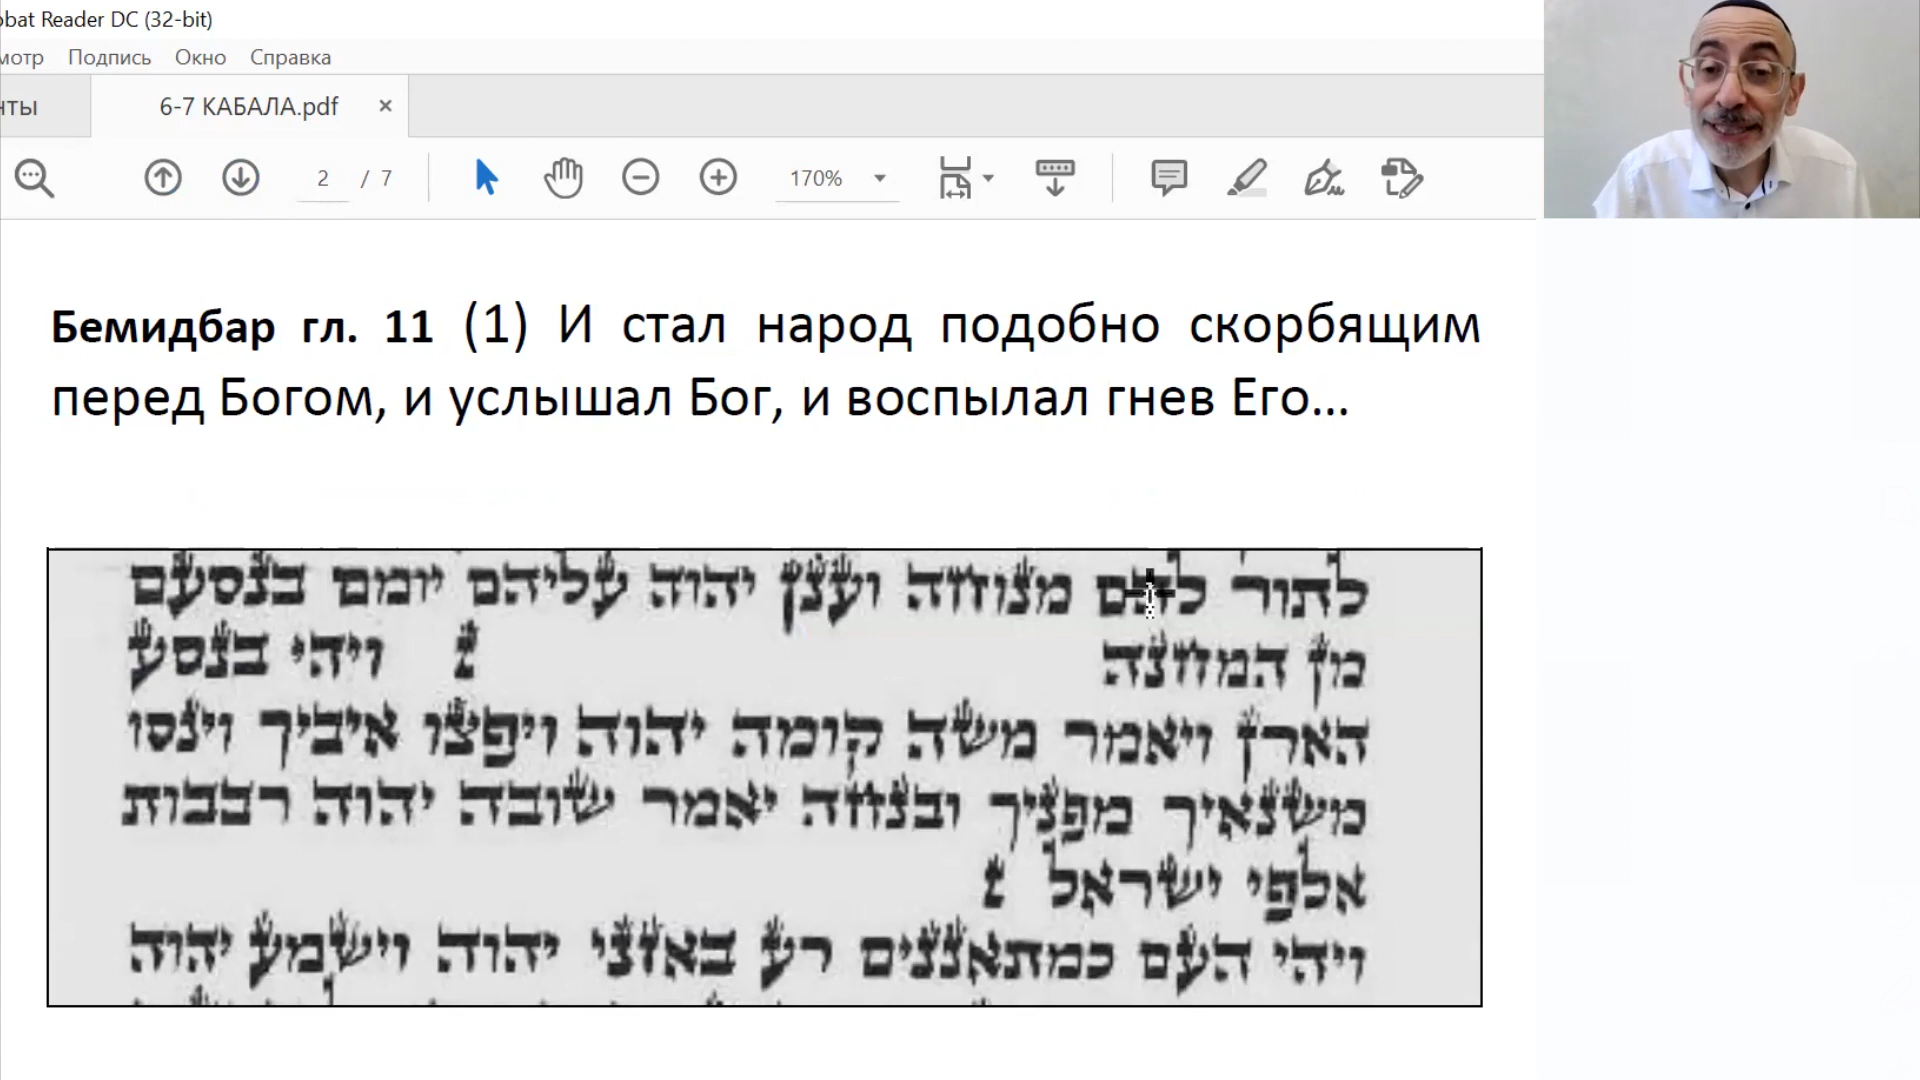 obat Reader DC (32-bit)
мотр Подпись Окно Справка
нты
6-7 КАБАЛА.pdf ×
2 / 7
170%
Бемидбар гл. 11 (1) И стал народ подобно скорбящим
перед Богом, и услышал Бог, и воспылал гнев Его...
לתור להם מנוחה וענן יהוה עליהם יומם בנסעם
מן המחנה ׆ ויהי בנסע
הארן ויאמר משה קומה יהוה ויפצו איביך וינסו
משנאיך מפניך ובנחה יאמר שובה יהוה רבבות
אלפי ישראל ׆
ויהי העם כמתאננים רע באזני יהוה וישמע יהוה